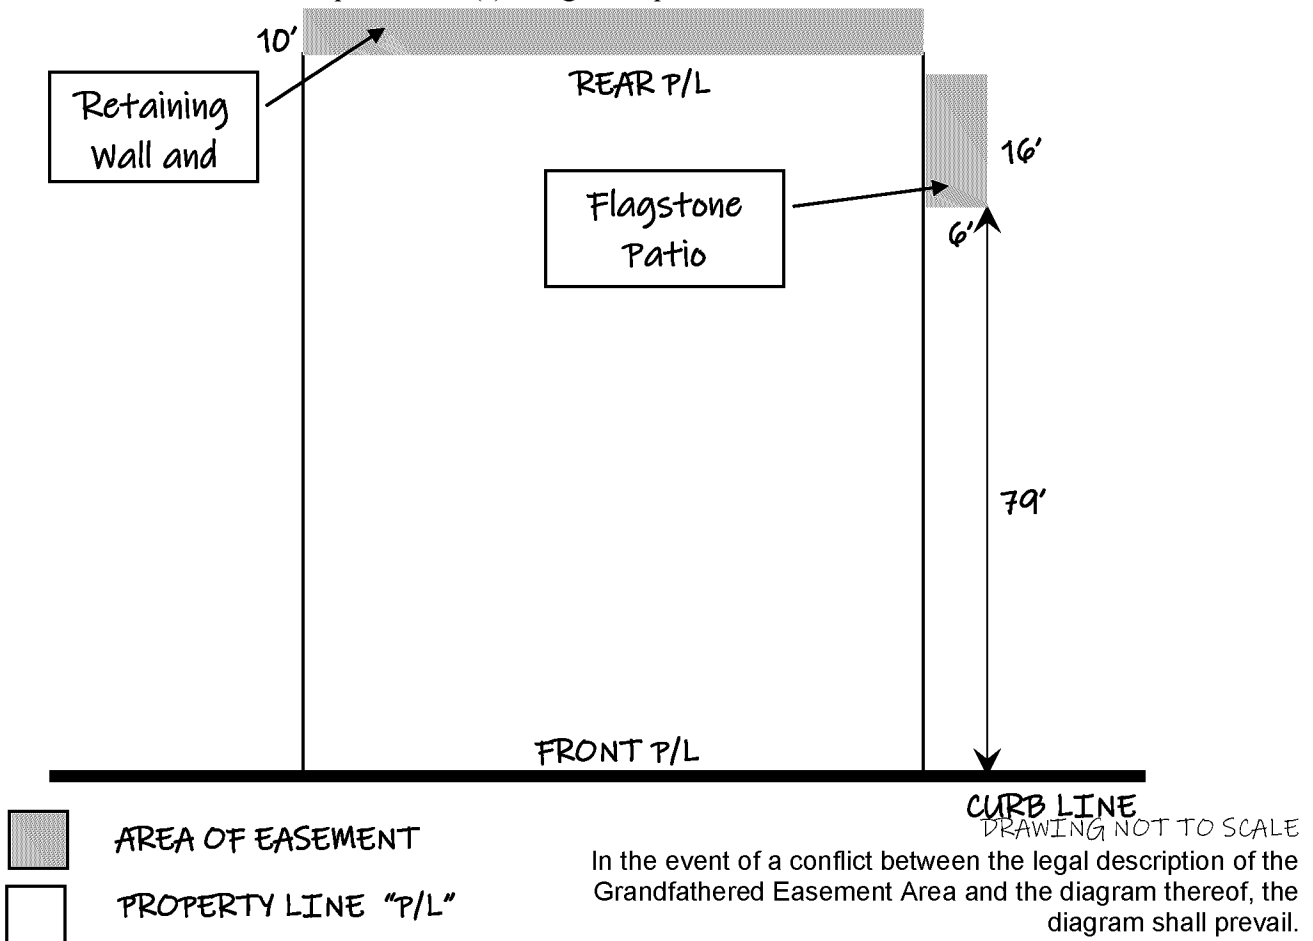 10'
REAR P/L
Retaining
Wall and
16'
Flagstone
Patio
6'
79'
FRONT P/L
CURB LINE
DRAWING NOT TO SCALE
AREA OF EASEMENT
In the event of a conflict between the legal description of the
Grandfathered Easement Area and the diagram thereof, the
diagram shall prevail.
PROPERTY LINE "P/L"